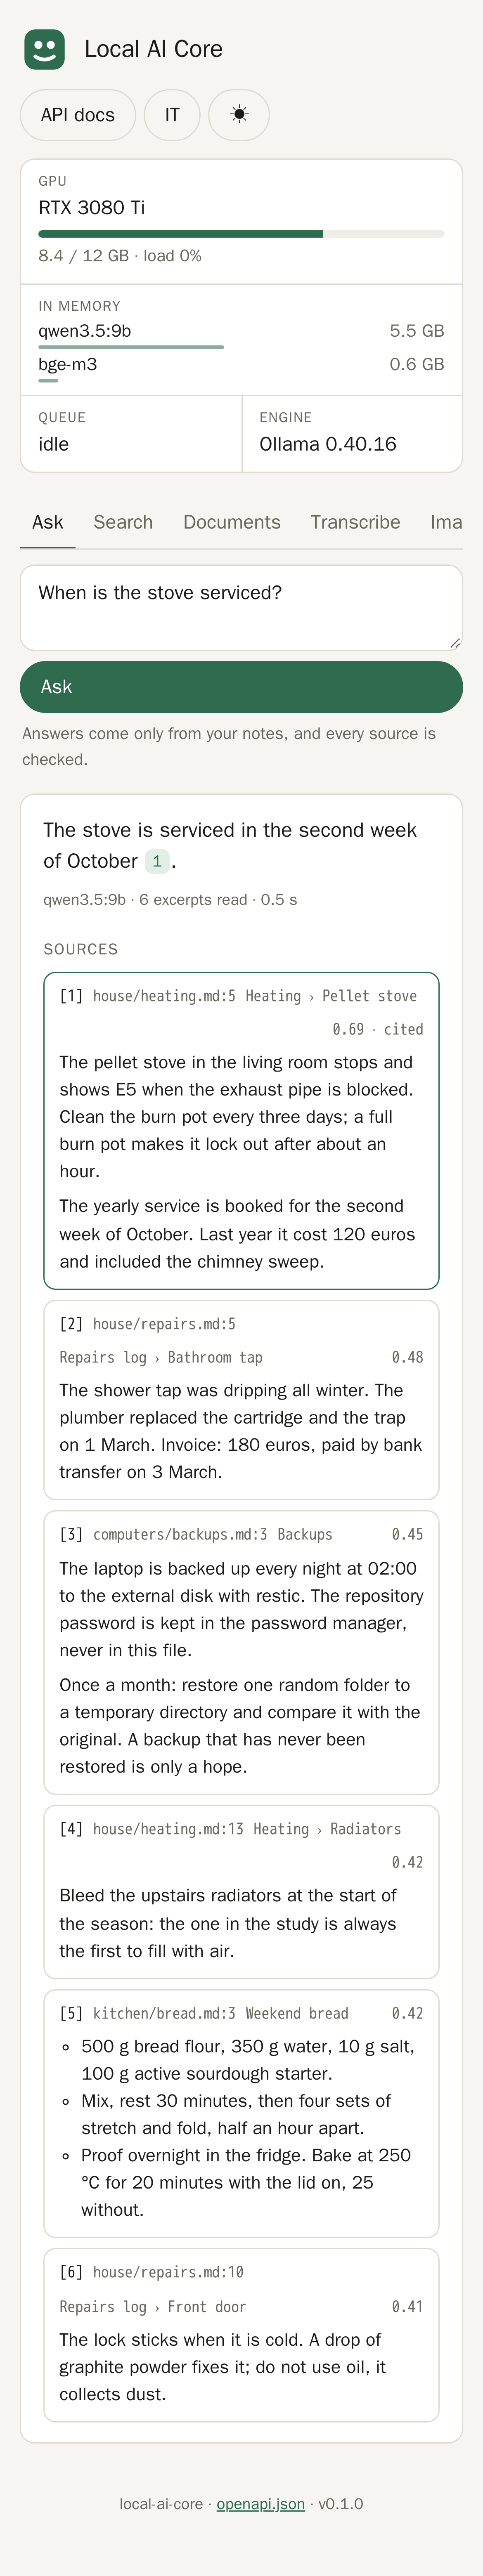 Local AI Core
API docs
IT
GPU
RTX 3080 Ti
8.4 / 12 GB · load 0%
IN MEMORY
qwen3.5:9b 5.5 GB
bge-m3 0.6 GB
QUEUE ENGINE
idle Ollama 0.40.16
Ask Search Documents Transcribe Ima
When is the stove serviced?
Ask
Answers come only from your notes, and every source is
checked.
The stove is serviced in the second week
of October 1.
qwen3.5:9b · 6 excerpts read · 0.5 s
SOURCES
[1] house/heating.md:5 Heating › Pellet stove
0.69 · cited
The pellet stove in the living room stops and
shows E5 when the exhaust pipe is blocked.
Clean the burn pot every three days; a full
burn pot makes it lock out after about an
hour.
The yearly service is booked for the second
week of October. Last year it cost 120 euros
and included the chimney sweep.
[2] house/repairs.md:5
Repairs log › Bathroom tap 0.48
The shower tap was dripping all winter. The
plumber replaced the cartridge and the trap
on 1 March. Invoice: 180 euros, paid by bank
transfer on 3 March.
[3] computers/backups.md:3 Backups 0.45
The laptop is backed up every night at 02:00
to the external disk with restic. The repository
password is kept in the password manager,
never in this file.
Once a month: restore one random folder to
a temporary directory and compare it with the
original. A backup that has never been
restored is only a hope.
[4] house/heating.md:13 Heating › Radiators
0.42
Bleed the upstairs radiators at the start of
the season: the one in the study is always
the first to fill with air.
[5] kitchen/bread.md:3 Weekend bread 0.42
500 g bread flour, 350 g water, 10 g salt,
100 g active sourdough starter.
Mix, rest 30 minutes, then four sets of
stretch and fold, half an hour apart.
Proof overnight in the fridge. Bake at 250
°C for 20 minutes with the lid on, 25
without.
[6] house/repairs.md:10
Repairs log › Front door 0.41
The lock sticks when it is cold. A drop of
graphite powder fixes it; do not use oil, it
collects dust.
local-ai-core · openapi.json · v0.1.0